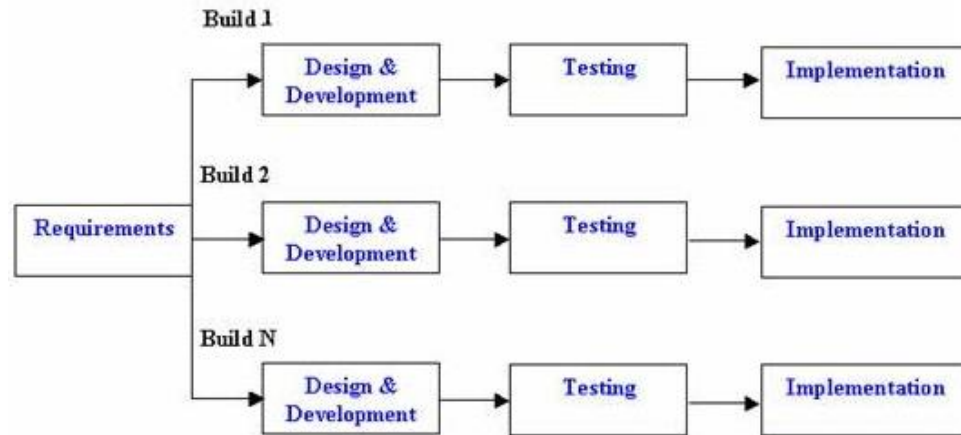 Build 1
Design &
Development
Testing
Implementation
Build 2
Requirements
Design &
Development
Testing
Implementation
Build N
Design &
Development
Testing
Implementation